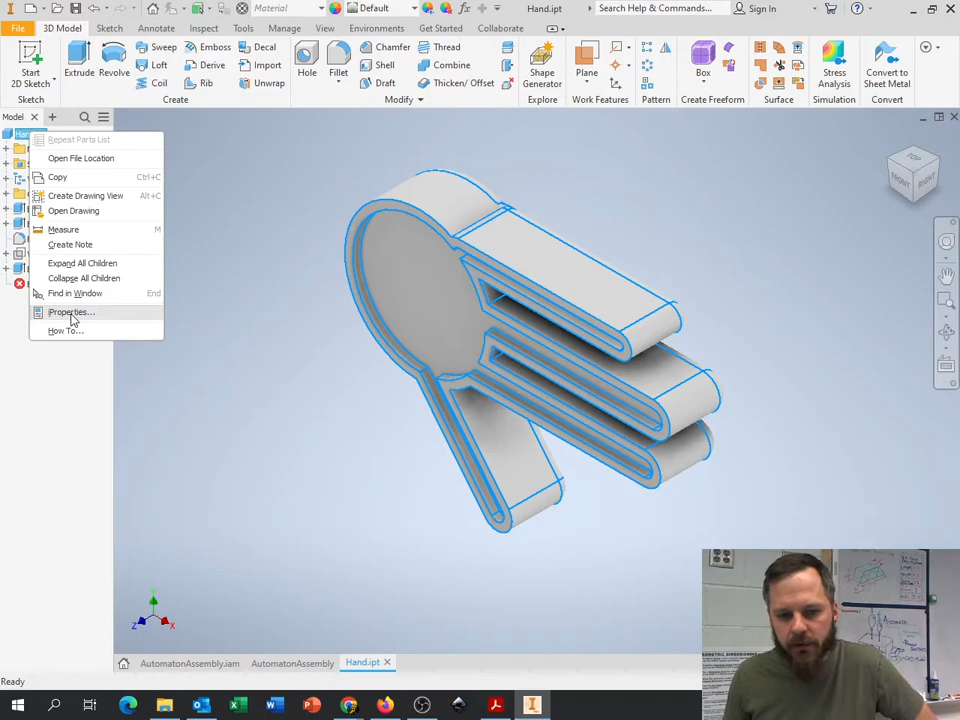 Material
Default
fx
Hand.ipt
Search Help & Commands...
Sign In
File
3D Model
Sketch
Annotate
Inspect
Tools
Manage
View
Environments
Get Started
Collaborate
Start
2D Sketch
Extrude
Revolve
Sweep
Loft
Coil
Emboss
Derive
Rib
Decal
Import
Unwrap
Hole
Fillet
Chamfer
Shell
Draft
Thread
Combine
Thicken/ Offset
Shape
Generator
Plane
Box
Stress
Analysis
Convert to
Sheet Metal
Sketch
Create
Modify
Explore
Work Features
Pattern
Create Freeform
Surface
Simulation
Convert
Model
Repeat Parts List
Open File Location
Copy Ctrl+C
Create Drawing View Alt+C
Open Drawing
Measure M
Create Note
Expand All Children
Collapse All Children
Find in Window End
iProperties...
How To...
TOP
FRONT
RIGHT
Z
Y
X
AutomatonAssembly.iam
AutomatonAssembly
Hand.ipt
Ready